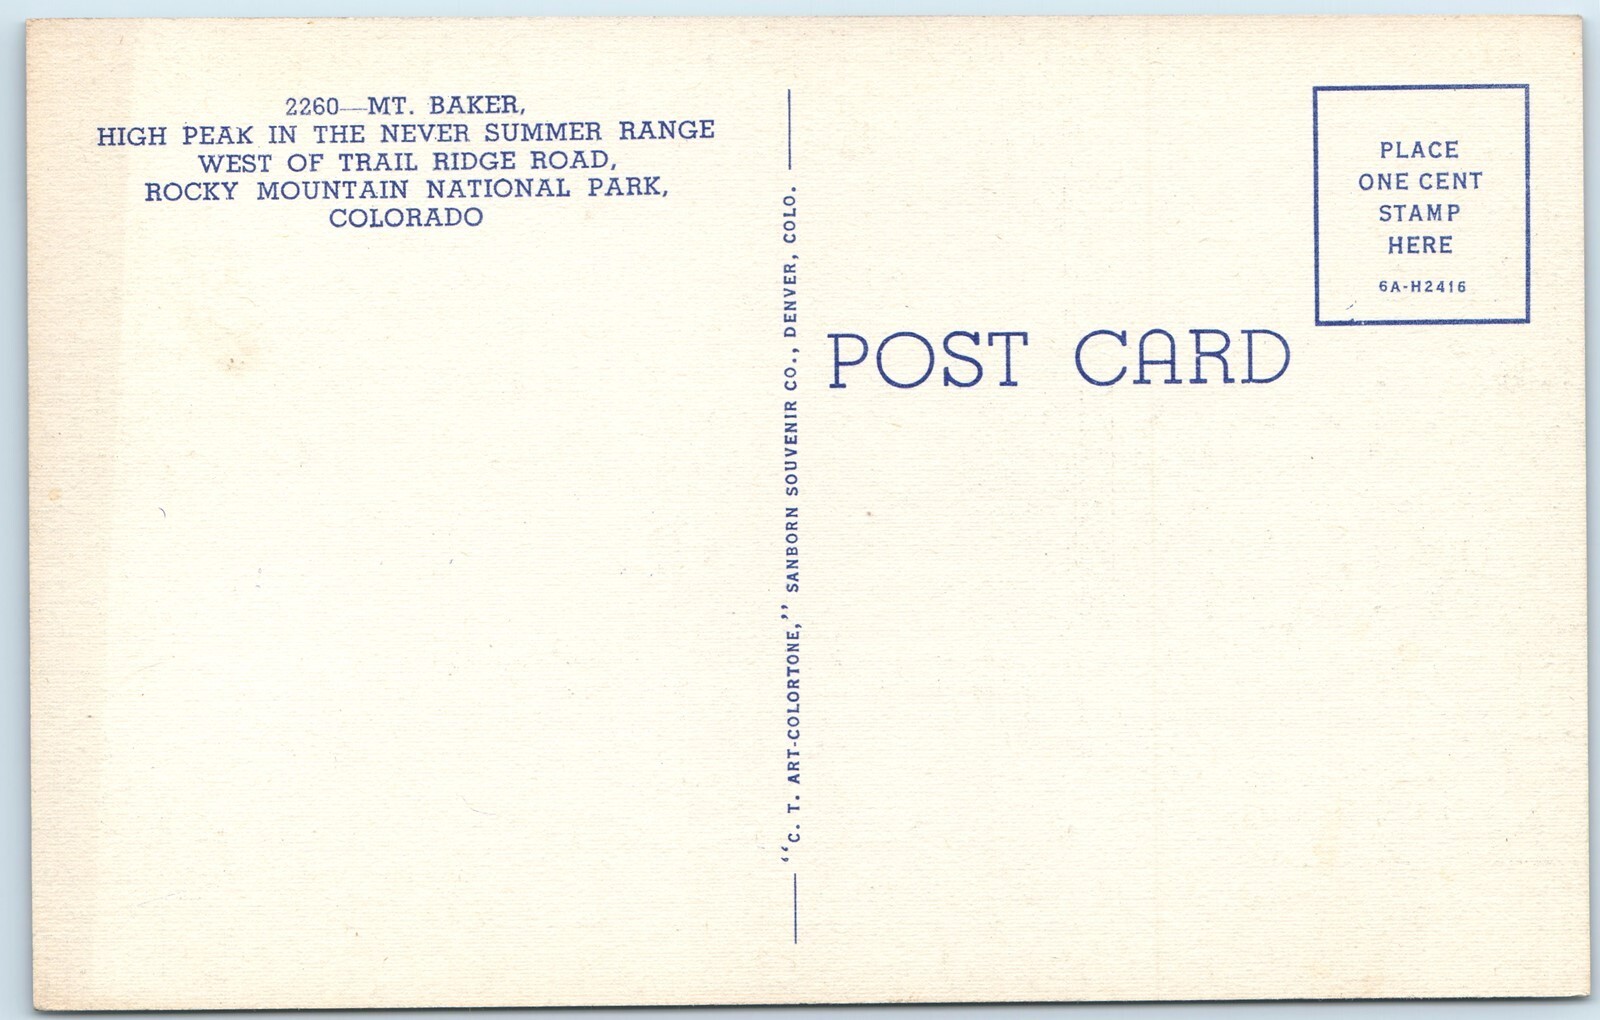 2260—MT. BAKER,
HIGH PEAK IN THE NEVER SUMMER RANGE
WEST OF TRAIL RIDGE ROAD,
ROCKY MOUNTAIN NATIONAL PARK,
COLORADO
"C. T. ART-COLORTONE," SANBORN SOUVENIR CO., DENVER, COLO.
PLACE
ONE CENT
STAMP
HERE
6A-H2416
POST CARD